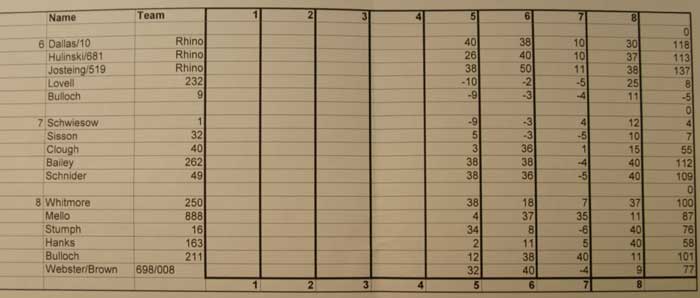 Name Team 1 2 3 4 5 6 7 8
0
6 Dallas/10 Rhino 40 38 10 30 118
Hulinski/681 Rhino 26 40 10 37 113
Josteing/519 Rhino 38 50 11 38 137
Lovell 232 -10 -2 -5 25 8
Bulloch 9 -9 -3 -4 11 -5
0
7 Schwiesow 1 -9 -3 4 12 4
Sisson 32 5 -3 -5 10 7
Clough 40 3 36 1 15 55
Bailey 262 38 38 -4 40 112
Schnider 49 38 36 -5 40 109
0
8 Whitmore 250 38 18 7 37 100
Mello 888 4 37 35 11 87
Stumph 16 34 8 -6 40 76
Hanks 163 2 11 5 40 58
Bulloch 211 12 38 40 11 101
Webster/Brown 698/008 32 40 -4 9 77
1 2 3 4 5 6 7 8